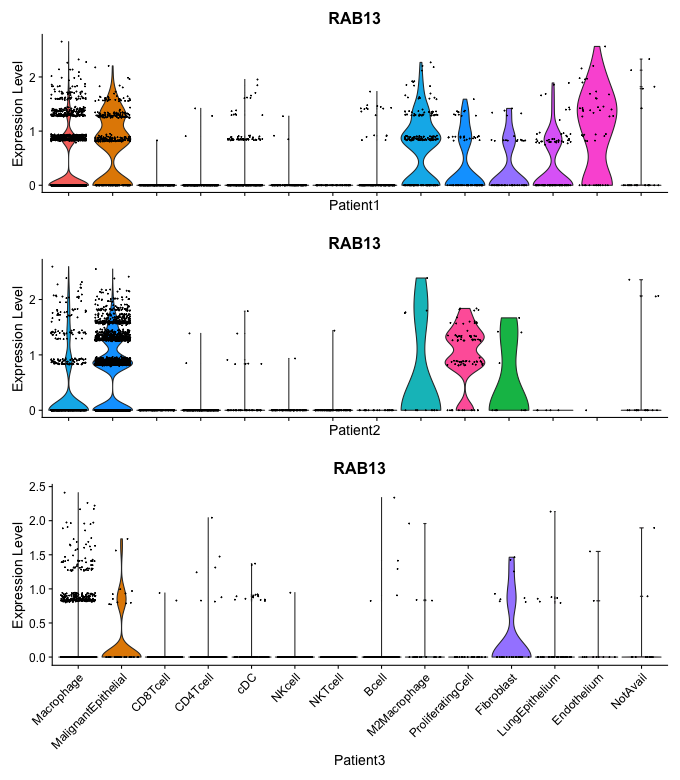 RAB13
Expression Level
2
1
0
Patient1
RAB13
Expression Level
2
1
0
Patient2
RAB13
Expression Level
2.5
2.0
1.5
1.0
0.5
0.0
Macrophage
MalignantEpithelial
CD8Tcell
CD4Tcell
cDC
NKcell
NKTcell
Bcell
M2Macrophage
ProliferatingCell
Fibroblast
LungEpithelium
Endothelium
NotAvail
Patient3